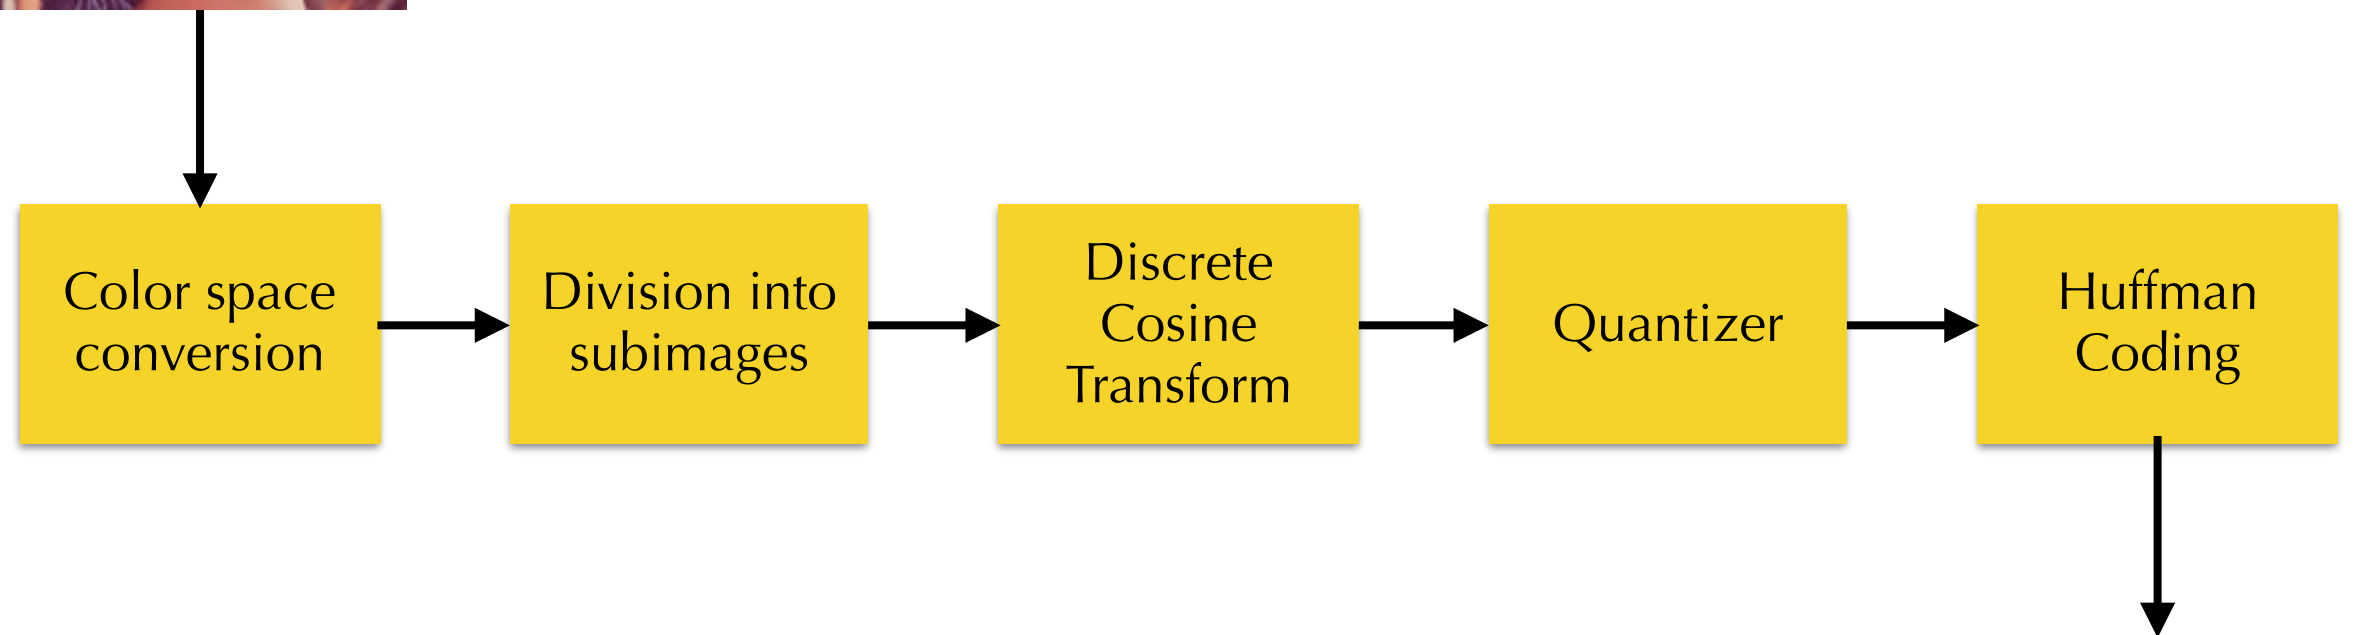 Color space
conversion
Division into
subimages
Discrete
Cosine
Transform
Quantizer
Huffman
Coding